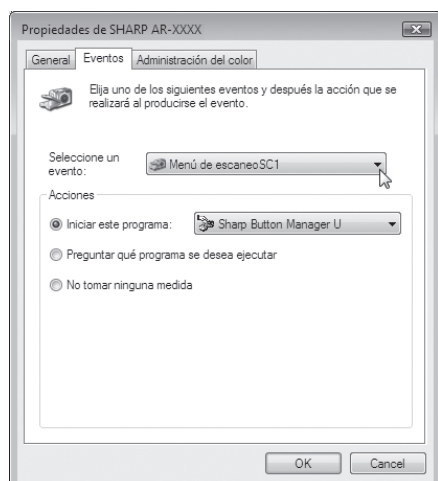 Propiedades de SHARP AR-XXXX
General Eventos Administración del color
Elija uno de los siguientes eventos y después la acción que se
realizará al producirse el evento.
Seleccione un
evento:
Menú de escaneoSC1
Acciones
Iniciar este programa: Sharp Button Manager U
Preguntar qué programa se desea ejecutar
No tomar ninguna medida
OK Cancel